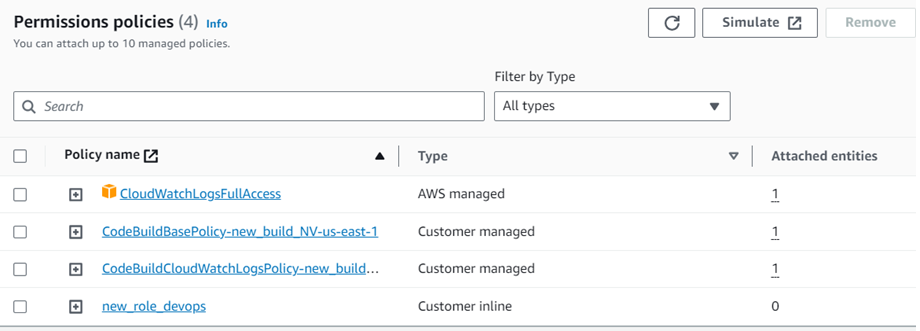 Permissions policies (4) Info
You can attach up to 10 managed policies.
Simulate
Remove
Filter by Type
Search
All types
Policy name Type Attached entities
CloudWatchLogsFullAccess AWS managed 1
CodeBuildBasePolicy-new_build_NV-us-east-1 Customer managed 1
CodeBuildCloudWatchLogsPolicy-new_build... Customer managed 1
new_role_devops Customer inline 0